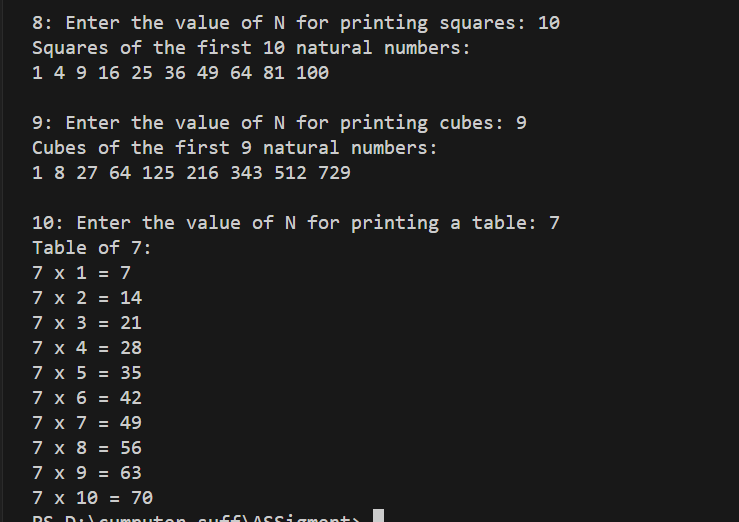 8: Enter the value of N for printing squares: 10
Squares of the first 10 natural numbers:
1 4 9 16 25 36 49 64 81 100
9: Enter the value of N for printing cubes: 9
Cubes of the first 9 natural numbers:
1 8 27 64 125 216 343 512 729
10: Enter the value of N for printing a table: 7
Table of 7:
7 x 1 = 7
7 x 2 = 14
7 x 3 = 21
7 x 4 = 28
7 x 5 = 35
7 x 6 = 42
7 x 7 = 49
7 x 8 = 56
7 x 9 = 63
7 x 10 = 70
PS D:\cumputer suff\ASSigment>